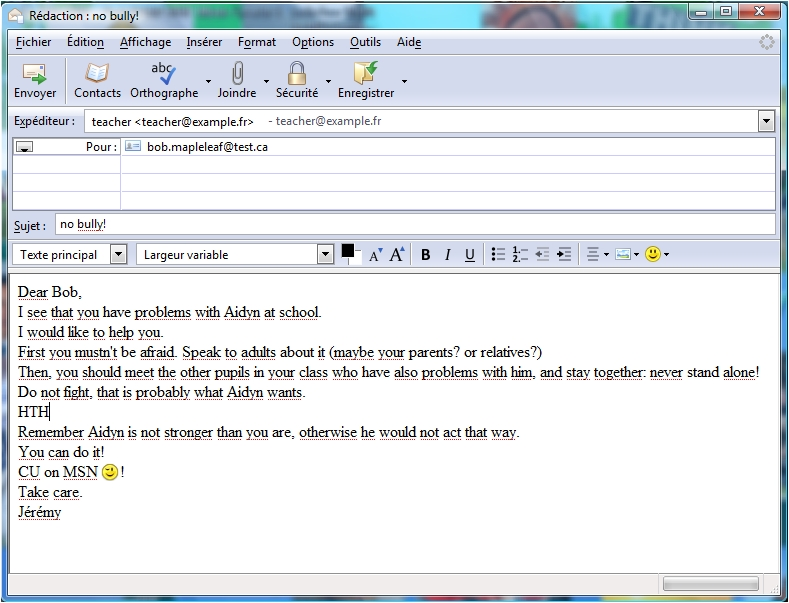 Rédaction : no bully!
Fichier Édition Affichage Insérer Format Options Outils Aide
abc
Envoyer Contacts Orthographe Joindre Sécurité Enregistrer
Expéditeur : teacher <teacher@example.fr> - teacher@example.fr
Pour : bob.mapleleaf@test.ca
Sujet : no bully!
Texte principal Largeur variable A A B I U
Dear Bob,
I see that you have problems with Aidyn at school.
I would like to help you.
First you mustn't be afraid. Speak to adults about it (maybe your parents? or relatives?)
Then, you should meet the other pupils in your class who have also problems with him, and stay together: never stand alone!
Do not fight, that is probably what Aidyn wants.
HTH
Remember Aidyn is not stronger than you are, otherwise he would not act that way.
You can do it!
CU on MSN 😉 !
Take care.
Jérémy